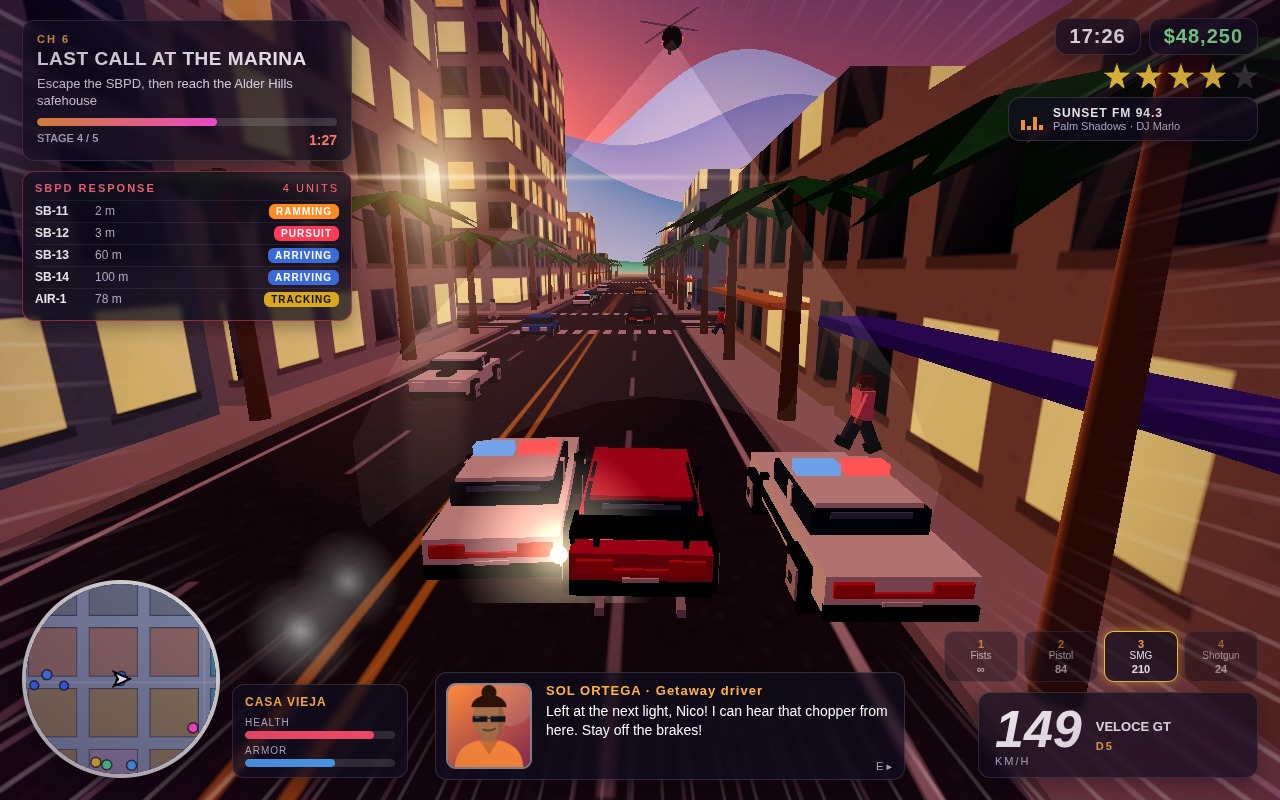 CH 6
LAST CALL AT THE MARINA
Escape the SBPD, then reach the Alder Hills
safehouse
STAGE 4 / 5
1:27
SBPD RESPONSE
4 UNITS
SB-11 2 m RAMMING
SB-12 3 m PURSUIT
SB-13 60 m ARRIVING
SB-14 100 m ARRIVING
AIR-1 78 m TRACKING
17:26
$48,250
SUNSET FM 94.3
Palm Shadows · DJ Marlo
CASA VIEJA
HEALTH
ARMOR
SOL ORTEGA · Getaway driver
Left at the next light, Nico! I can hear that chopper from
here. Stay off the brakes!
E ▸
1
Fists
∞
2
Pistol
84
3
SMG
210
4
Shotgun
24
149
KM/H
VELOCE GT
D5